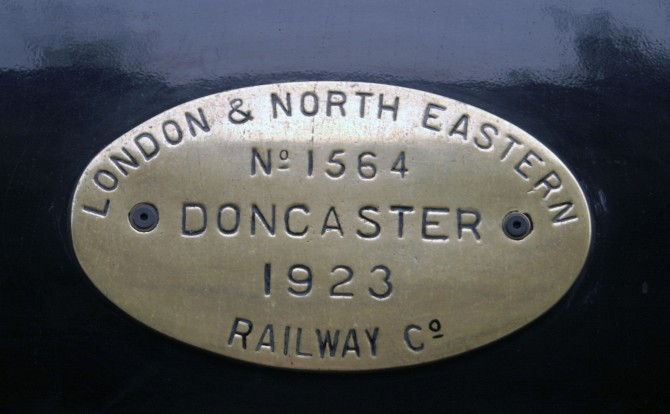 LONDON & NORTH EASTERN
Nº 1564
DONCASTER
1923
RAILWAY Cº